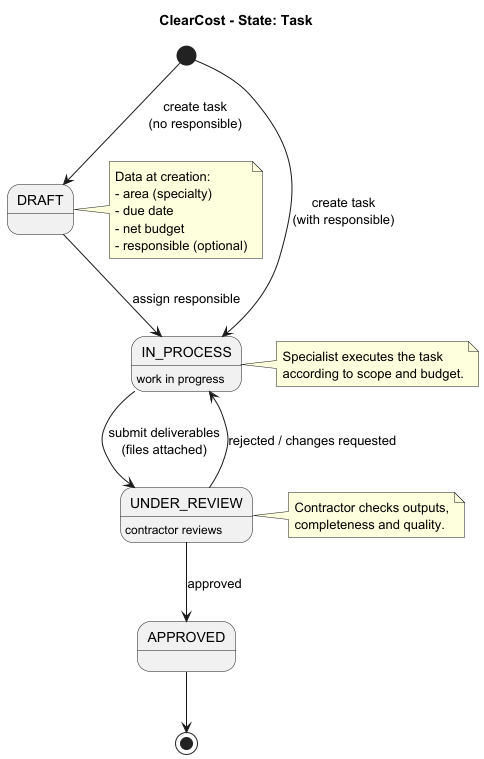 ClearCost - State: Task
create task
(no responsible)
create task
(with responsible)
DRAFT
Data at creation:
- area (specialty)
- due date
- net budget
- responsible (optional)
assign responsible
IN_PROCESS
work in progress
Specialist executes the task
according to scope and budget.
submit deliverables
(files attached)
rejected / changes requested
UNDER_REVIEW
contractor reviews
Contractor checks outputs,
completeness and quality.
approved
APPROVED